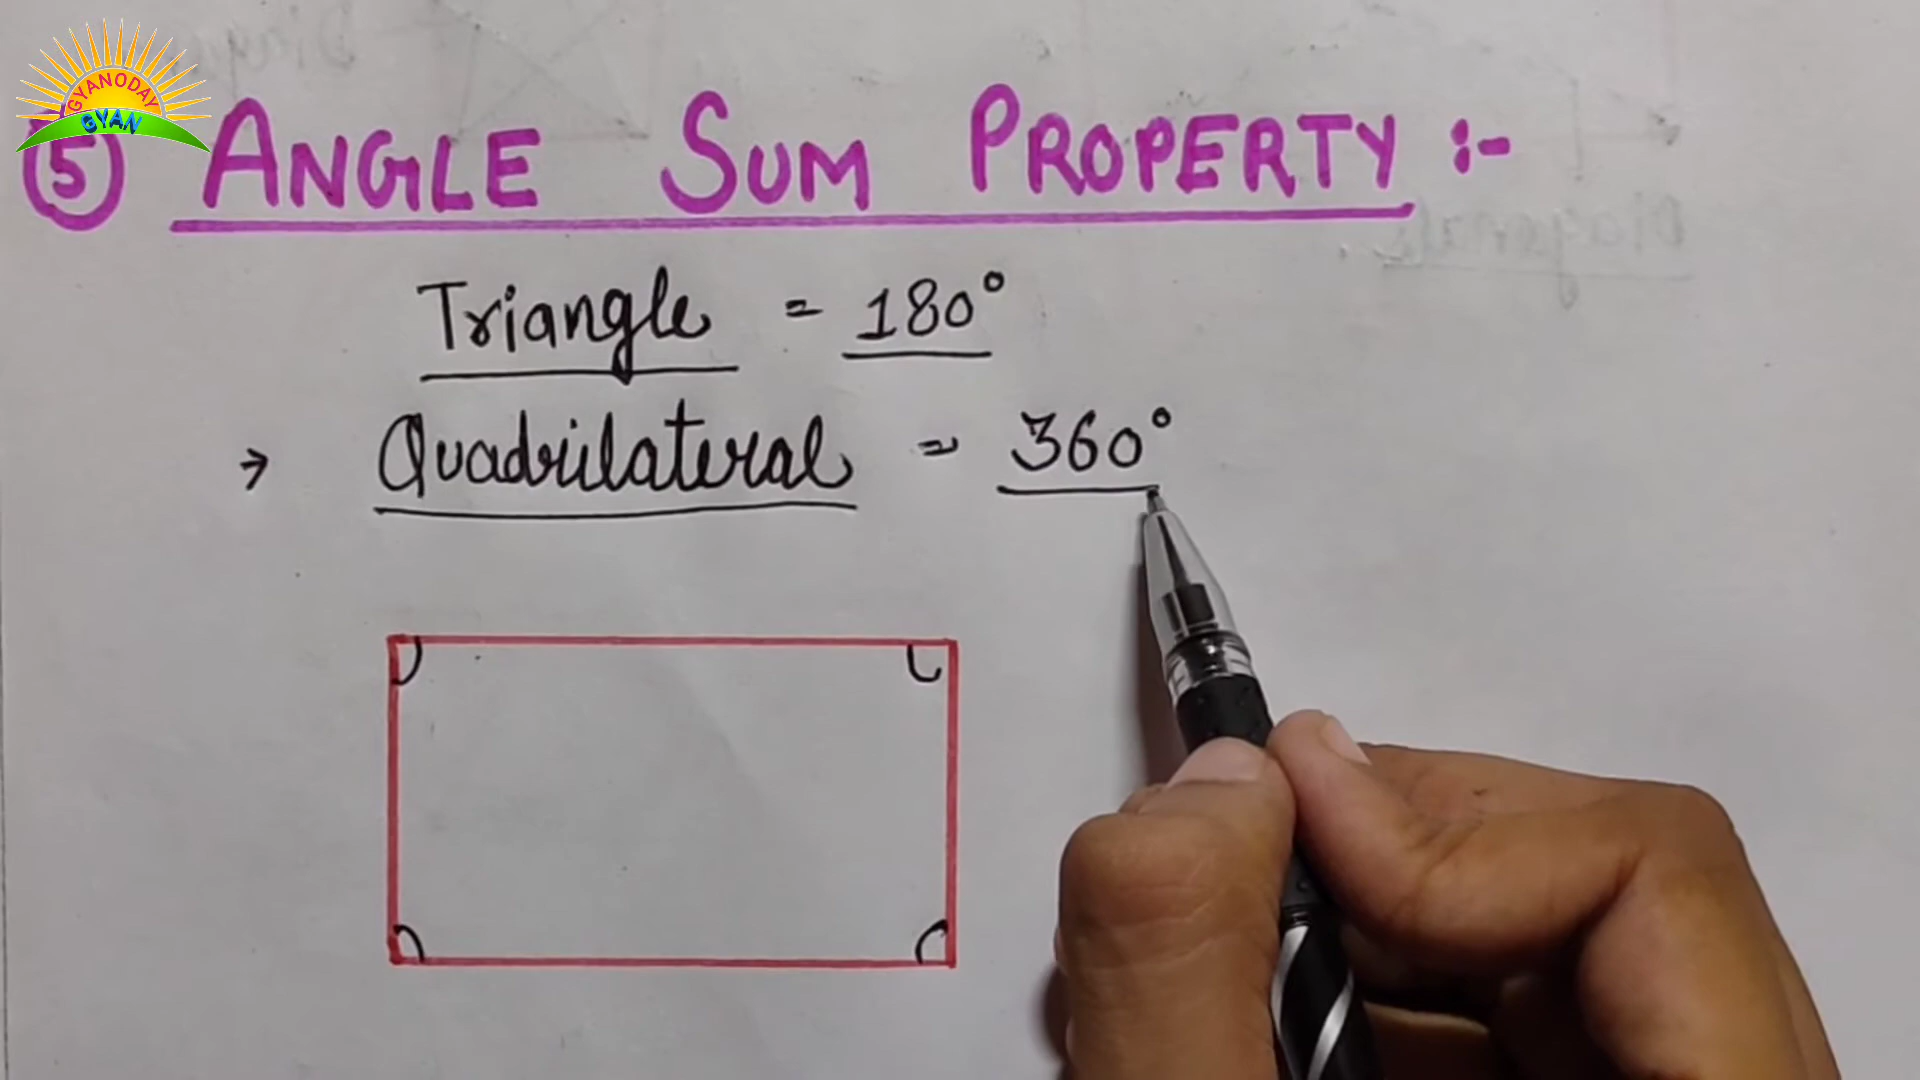 GYANODAY
GYAN
5 ANGLE SUM PROPERTY :-
Triangle = 180°
→ Quadrilateral = 360°